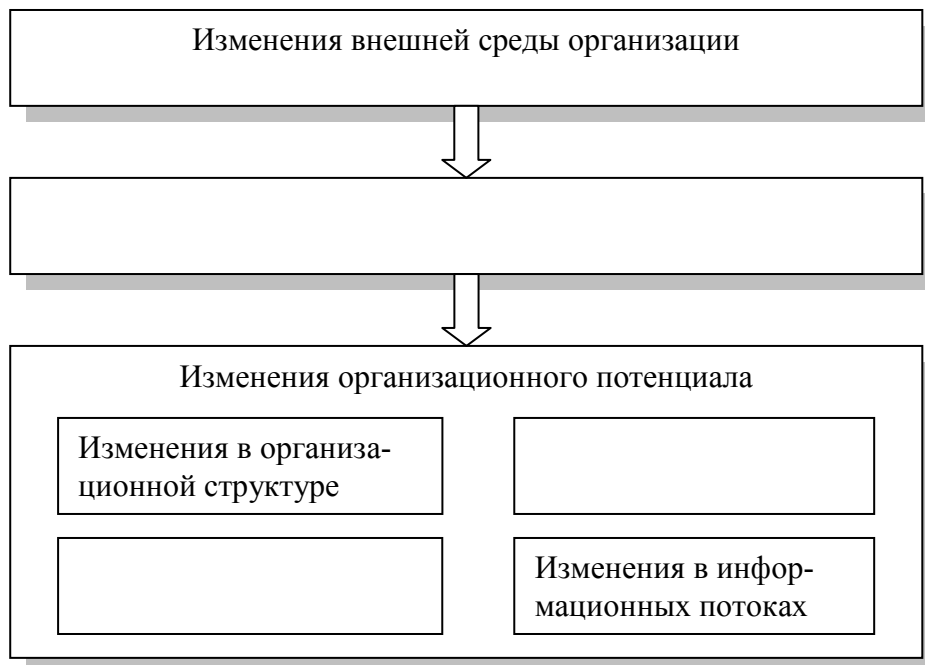 Изменения внешней среды организации
Изменения организационного потенциала
Изменения в организа-
ционной структуре
Изменения в инфор-
мационных потоках